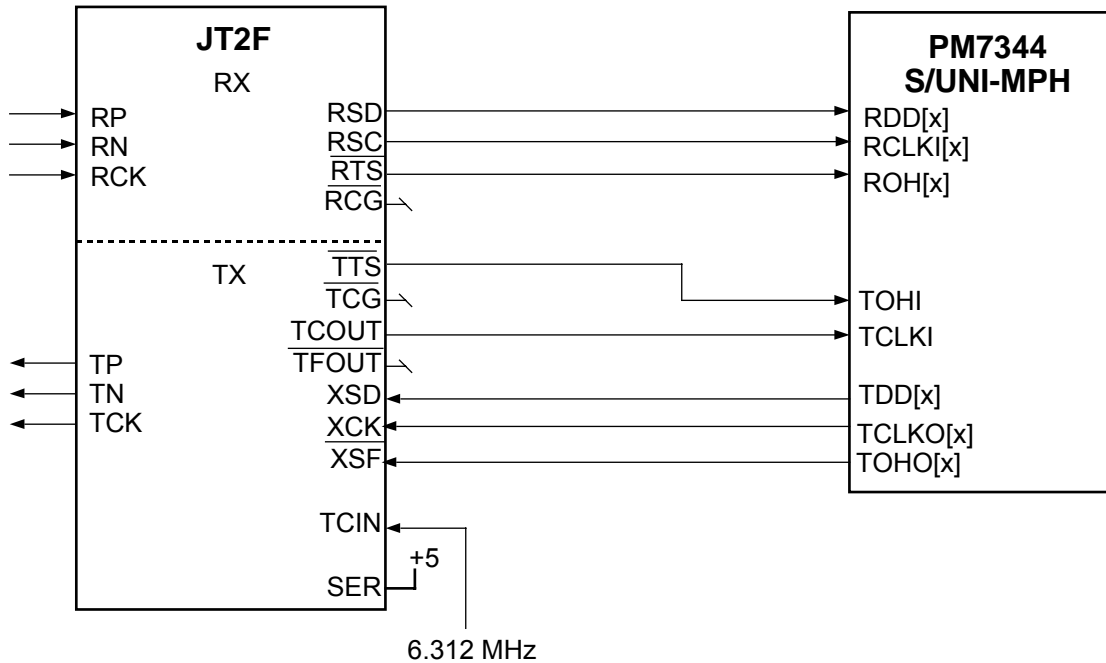 JT2F
RX
RP
RN
RCK
RSD
RSC
RTS
RCG
TX
TTS
TCG
TCOUT
TFOUT
TP
TN
TCK
XSD
XCK
XSF
TCIN
SER
+5
6.312 MHz
PM7344
S/UNI-MPH
RDD[x]
RCLKI[x]
ROH[x]
TOHI
TCLKI
TDD[x]
TCLKO[x]
TOHO[x]